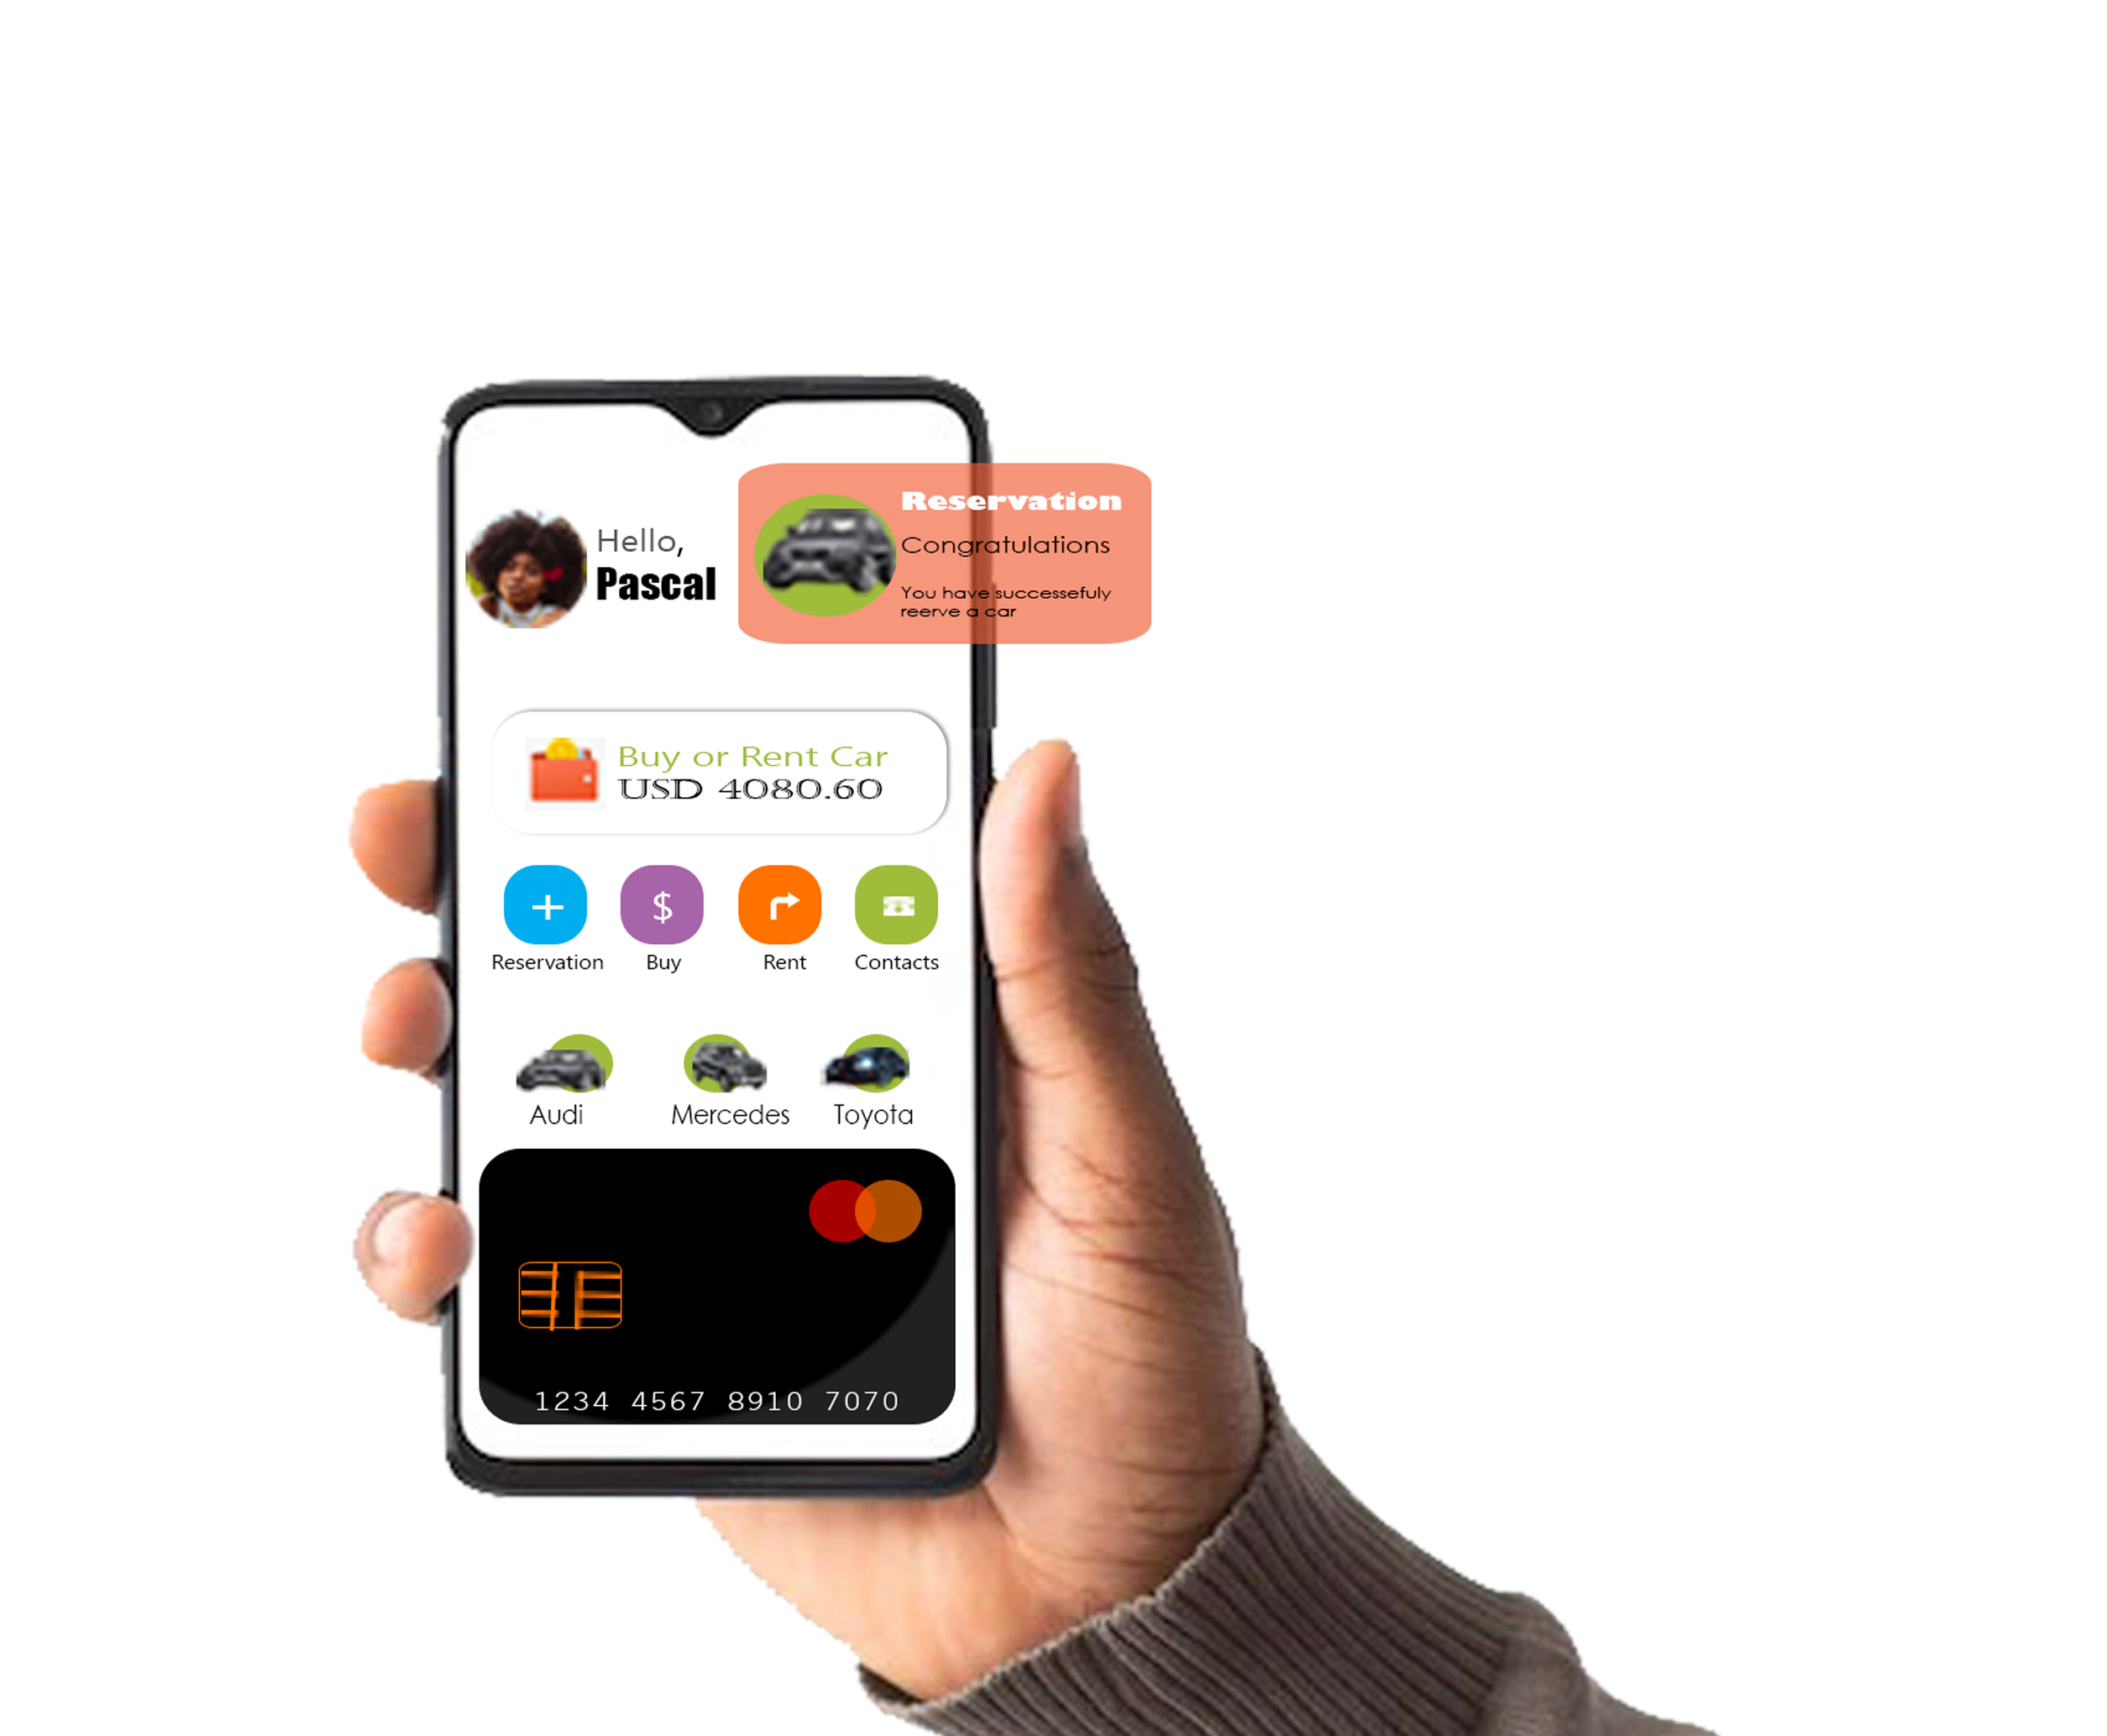 Hello,
Pascal
Reservation
Congratulations
You have successefuly
reerve a car
Buy or Rent Car
USD 4080.60
+
$
Reservation
Buy
Rent
Contacts
Audi
Mercedes
Toyota
1234 4567 8910 7070